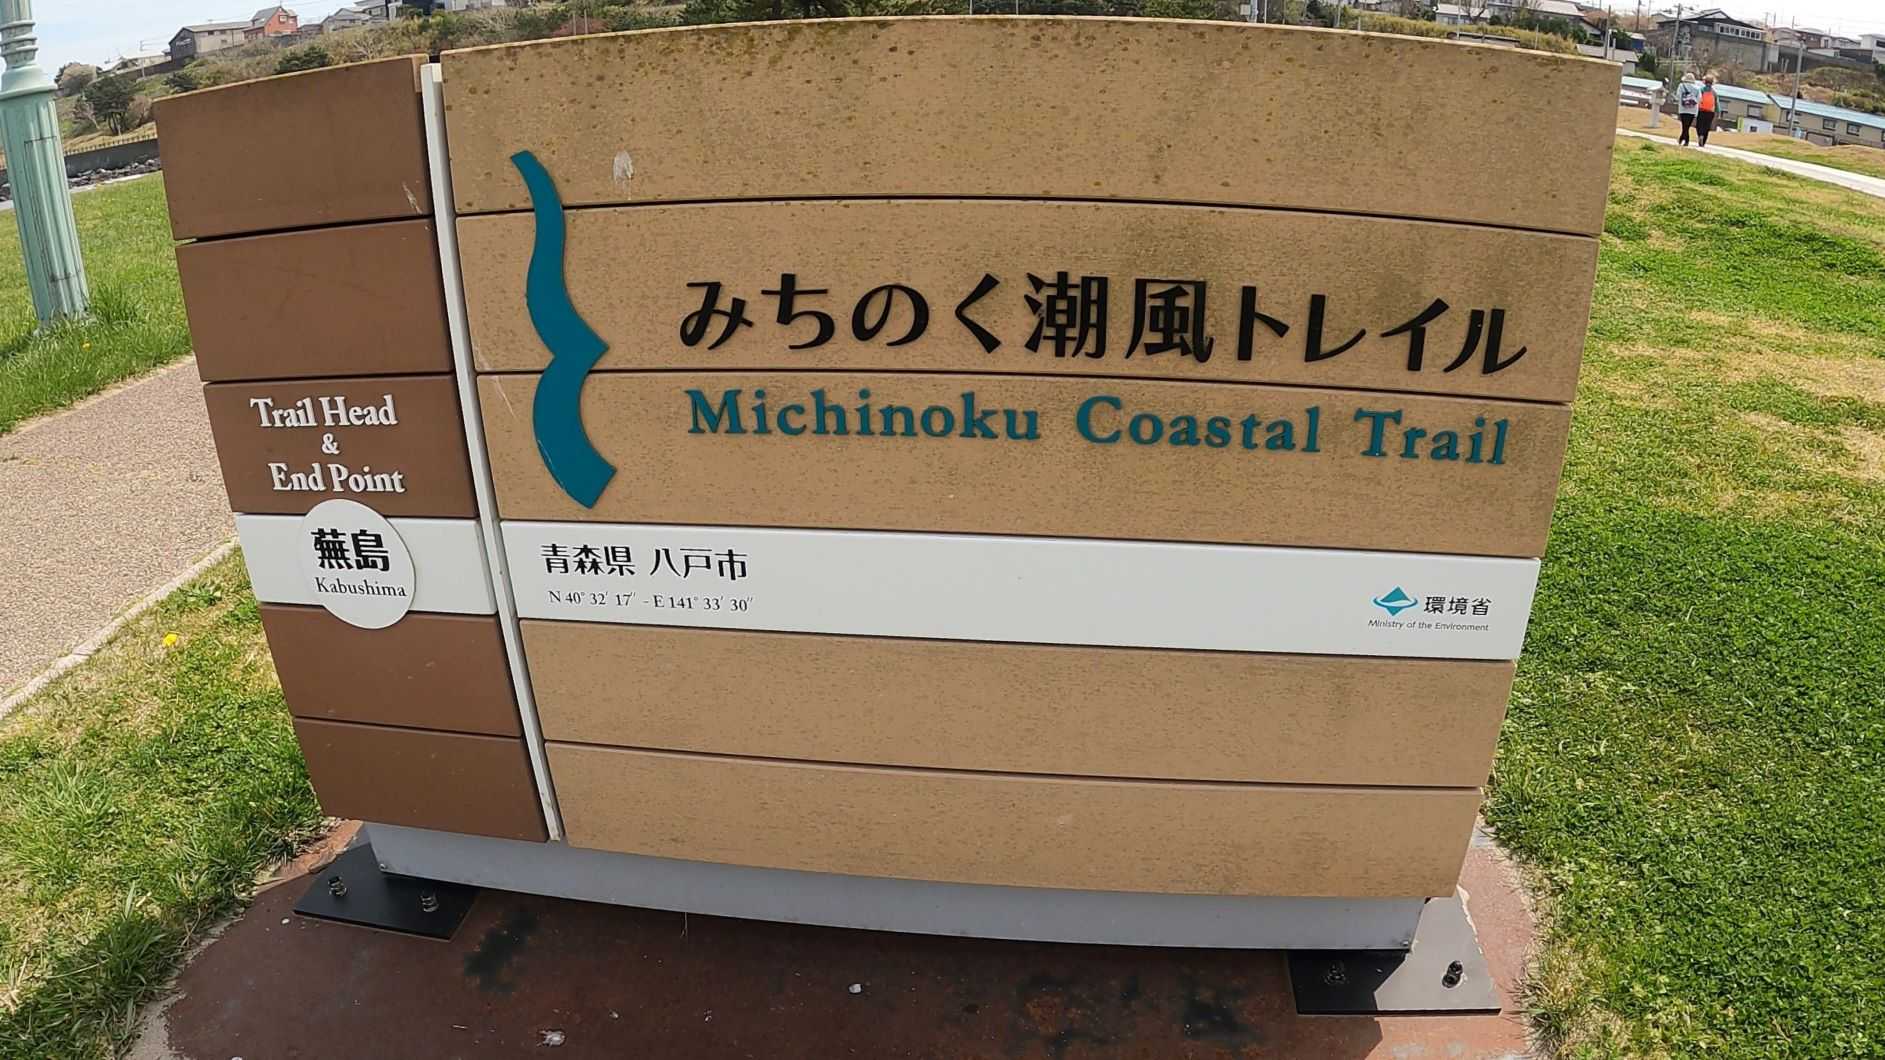 Trail Head
&
End Point
蕪島
Kabushima
みちのく潮風トレイル
Michinoku Coastal Trail
青森県 八戸市
N 40° 32′ 17″ - E 141° 33′ 30″
環境省
Ministry of the Environment